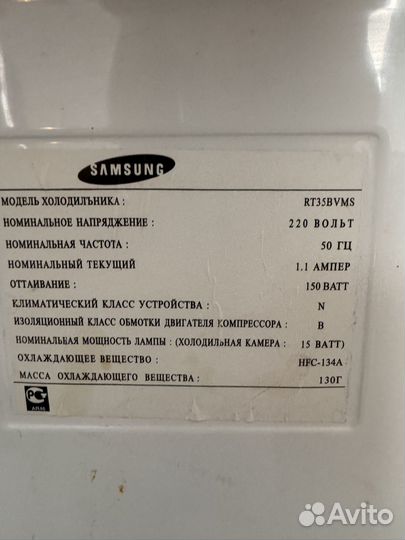 SAMSUNG
МОДЕЛЬ ХОЛОДИЛЪНИКА : RT35BVMS
НОМИНАЛЬНОЕ НАПРЯЖЕНИЕ : 220 ВОЛЬТ
НОМИНАЛЬНАЯ ЧАСТОТА : 50 ГЦ
НОМИНАЛЬНЫЙ ТЕКУЩИЙ 1.1 АМПЕР
ОТТАИВАНИЕ : 150 ВАТТ
КЛИМАТИЧЕСКИЙ КЛАСС УСТРОЙСТВА : N
ИЗОЛЯЦИОННЫЙ КЛАСС ОБМОТКИ ДВИГАТЕЛЯ КОМПРЕССОРА : B
НОМИНАЛЬНАЯ МОЩНОСТЬ ЛАМПЫ : (ХОЛОДИЛЬНАЯ КАМЕРА : 15 ВАТТ)
ОХЛАЖДАЮЩЕЕ ВЕЩЕСТВО : HFC-134A
МАССА ОХЛАЖДАЮЩЕГО ВЕЩЕСТВА : 130Г
АЯ46
Avito